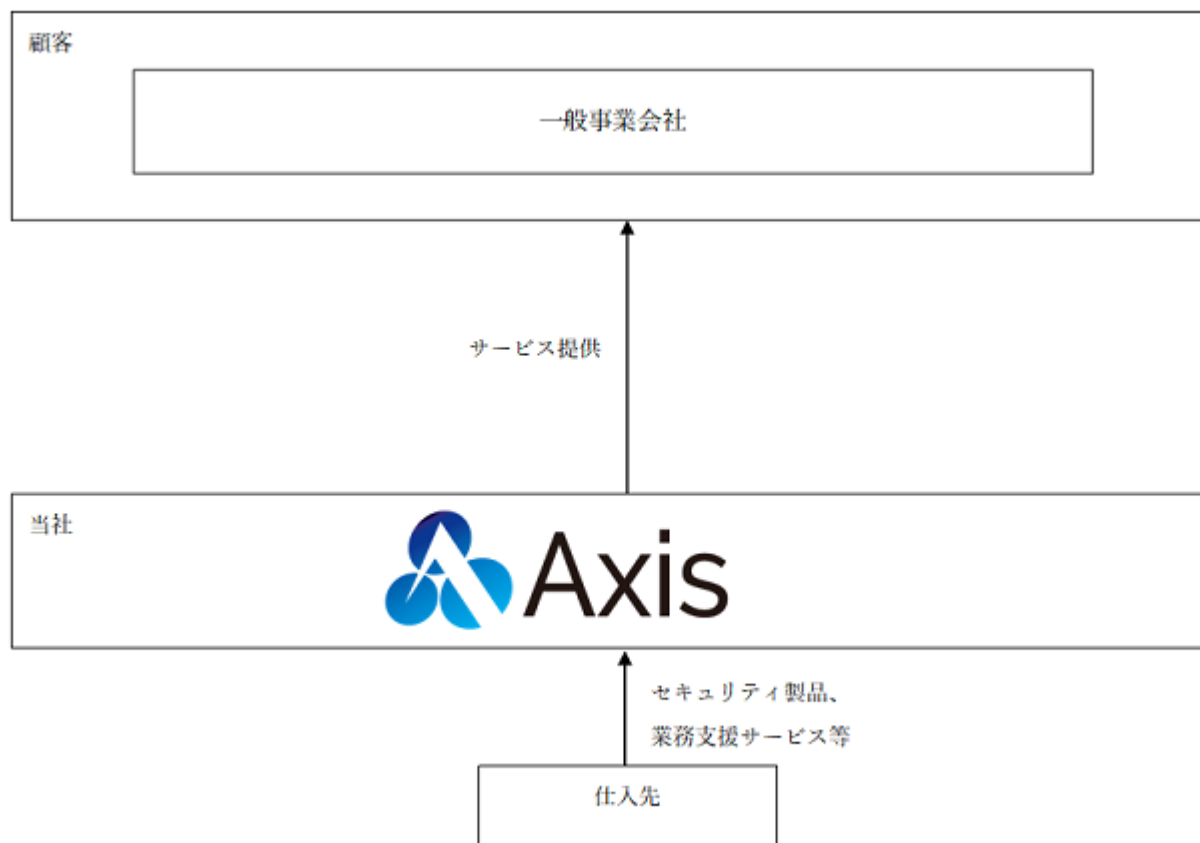 顧客
一般事業会社
サービス提供
当社
Axis
セキュリティ製品、
業務支援サービス等
仕入先